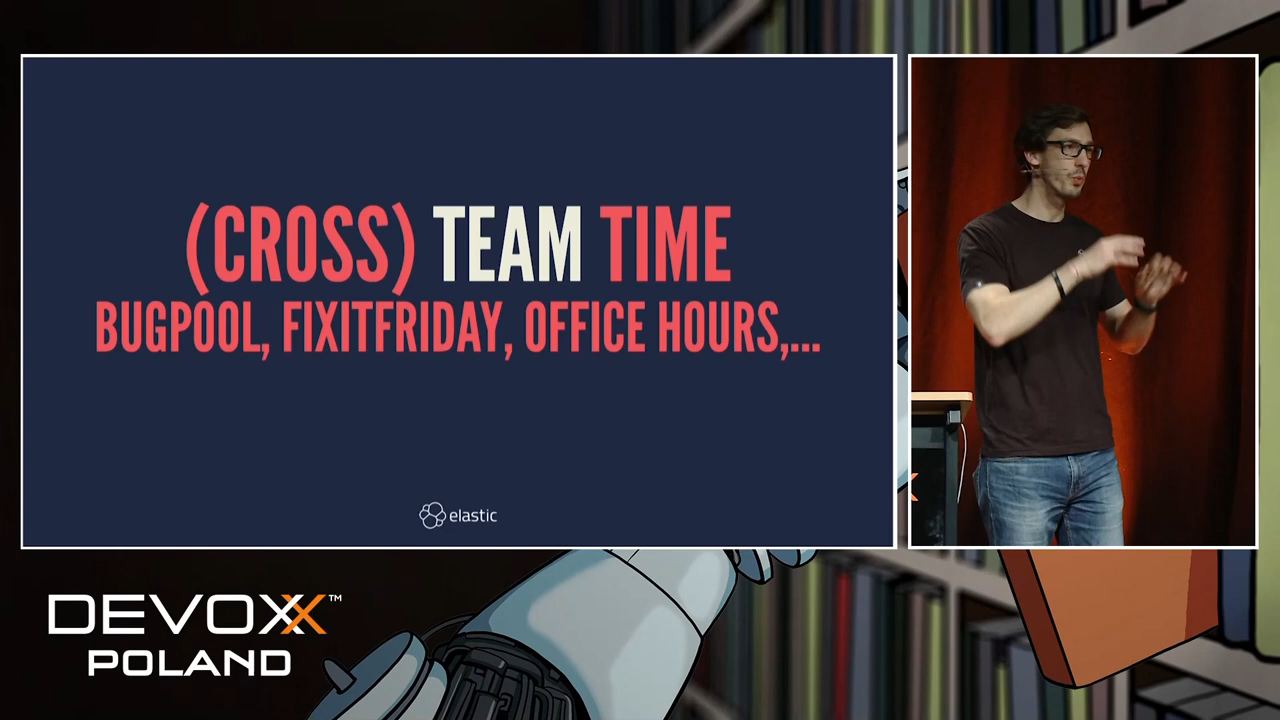 (CROSS) TEAM TIME
BUGPOOL, FIXITFRIDAY, OFFICE HOURS,...
elastic
DEVOXX™
POLAND